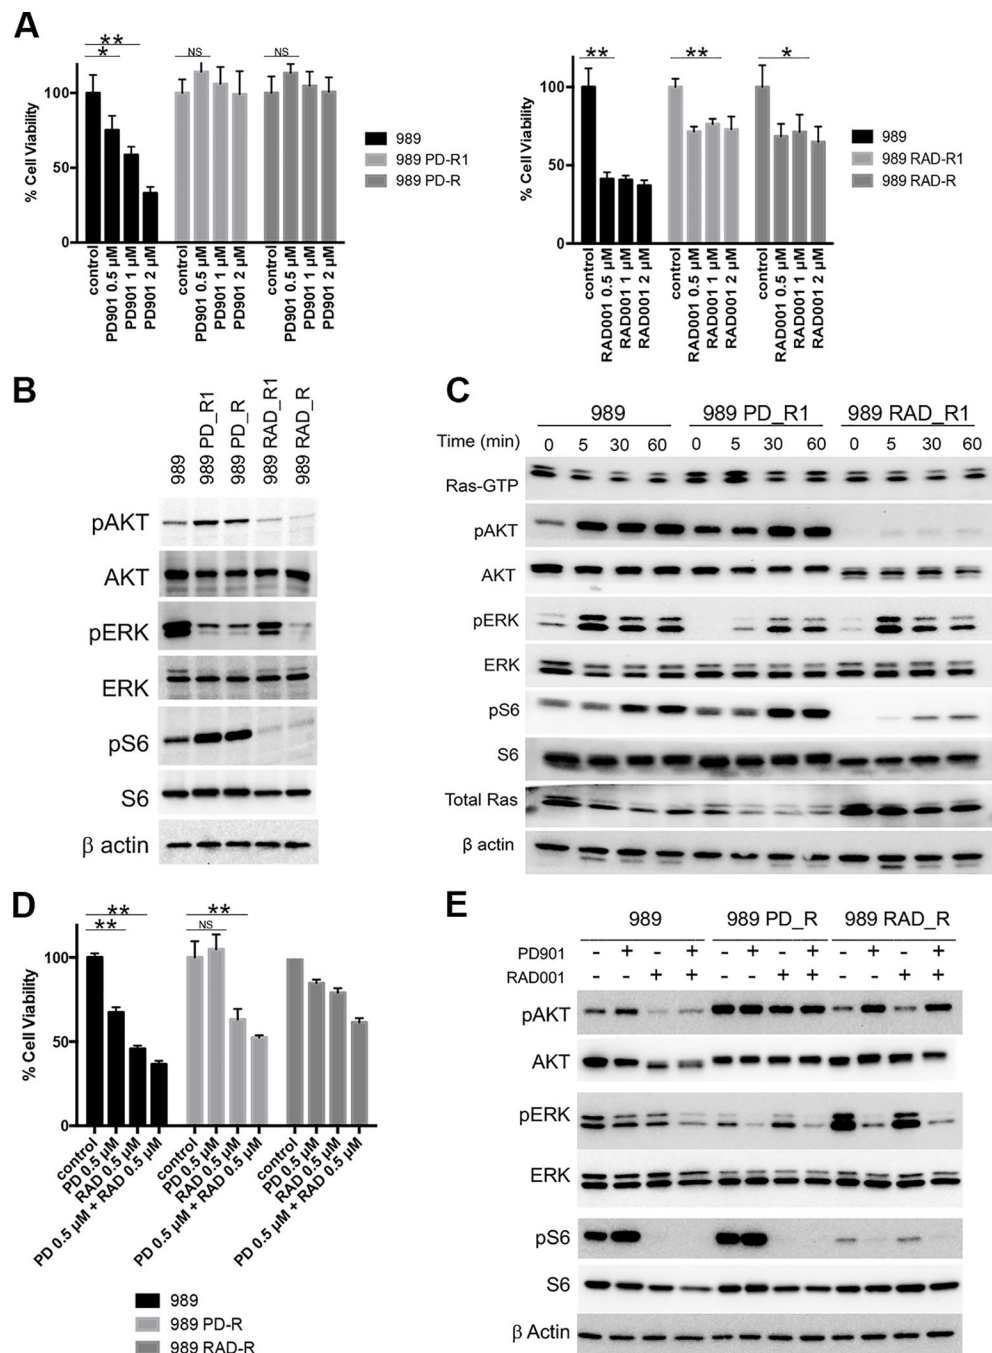 A
** 
*
NS
NS
% Cell Viability
100
50
0
control
PD901 0.5 μM
PD901 1 μM
PD901 2 μM
PD901 0.5 μM
control
PD901 1 μM
PD901 2 μM
control
PD901 0.5 μM
PD901 1 μM
PD901 2 μM
989
989 PD-R1
989 PD-R
**
**
*
% Cell Viability
100
50
0
control
RAD001 0.5 μM
RAD001 1 μM
RAD001 2 μM
control
RAD001 0.5 μM
RAD001 1 μM
RAD001 2 μM
control
RAD001 0.5 μM
RAD001 1 μM
RAD001 2 μM
989
989 RAD-R1
989 RAD-R
B
989
989 PD_R1
989 PD_R
989 RAD_R1
989 RAD_R
pAKT
AKT
pERK
ERK
pS6
S6
β actin
C
989 989 PD_R1 989 RAD_R1
Time (min) 0 5 30 60 0 5 30 60 0 5 30 60
Ras-GTP
pAKT
AKT
pERK
ERK
pS6
S6
Total Ras
β actin
D
**
**
**
NS
% Cell Viability
100
50
0
control
PD 0.5 μM
RAD 0.5 μM
PD 0.5 μM + RAD 0.5 μM
control
PD 0.5 μM
RAD 0.5 μM
PD 0.5 μM + RAD 0.5 μM
control
PD 0.5 μM
RAD 0.5 μM
PD 0.5 μM + RAD 0.5 μM
989
989 PD-R
989 RAD-R
E
989 989 PD_R 989 RAD_R
PD901 - + - + - + - + - + - +
RAD001 - - + + - - + + - - + +
pAKT
AKT
pERK
ERK
pS6
S6
β Actin